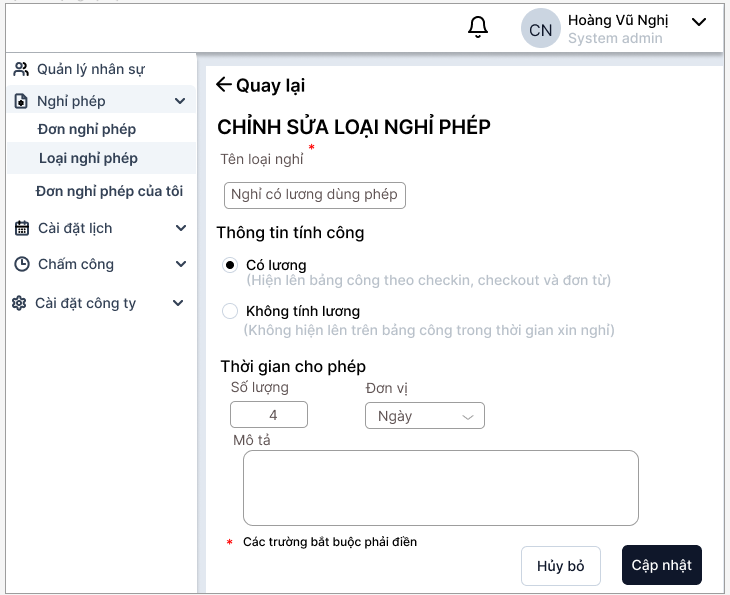 CN
Hoàng Vũ Nghị
System admin
Quản lý nhân sự
Nghỉ phép
Đơn nghỉ phép
Loại nghỉ phép
Đơn nghỉ phép của tôi
Cài đặt lịch
Chấm công
Cài đặt công ty
Quay lại
CHỈNH SỬA LOẠI NGHỈ PHÉP
Tên loại nghỉ *
Nghỉ có lương dùng phép
Thông tin tính công
Có lương
(Hiện lên bảng công theo checkin, checkout và đơn từ)
Không tính lương
(Không hiện lên trên bảng công trong thời gian xin nghỉ)
Thời gian cho phép
Số lượng Đơn vị
4 Ngày
Mô tả
* Các trường bắt buộc phải điền
Hủy bỏ Cập nhật